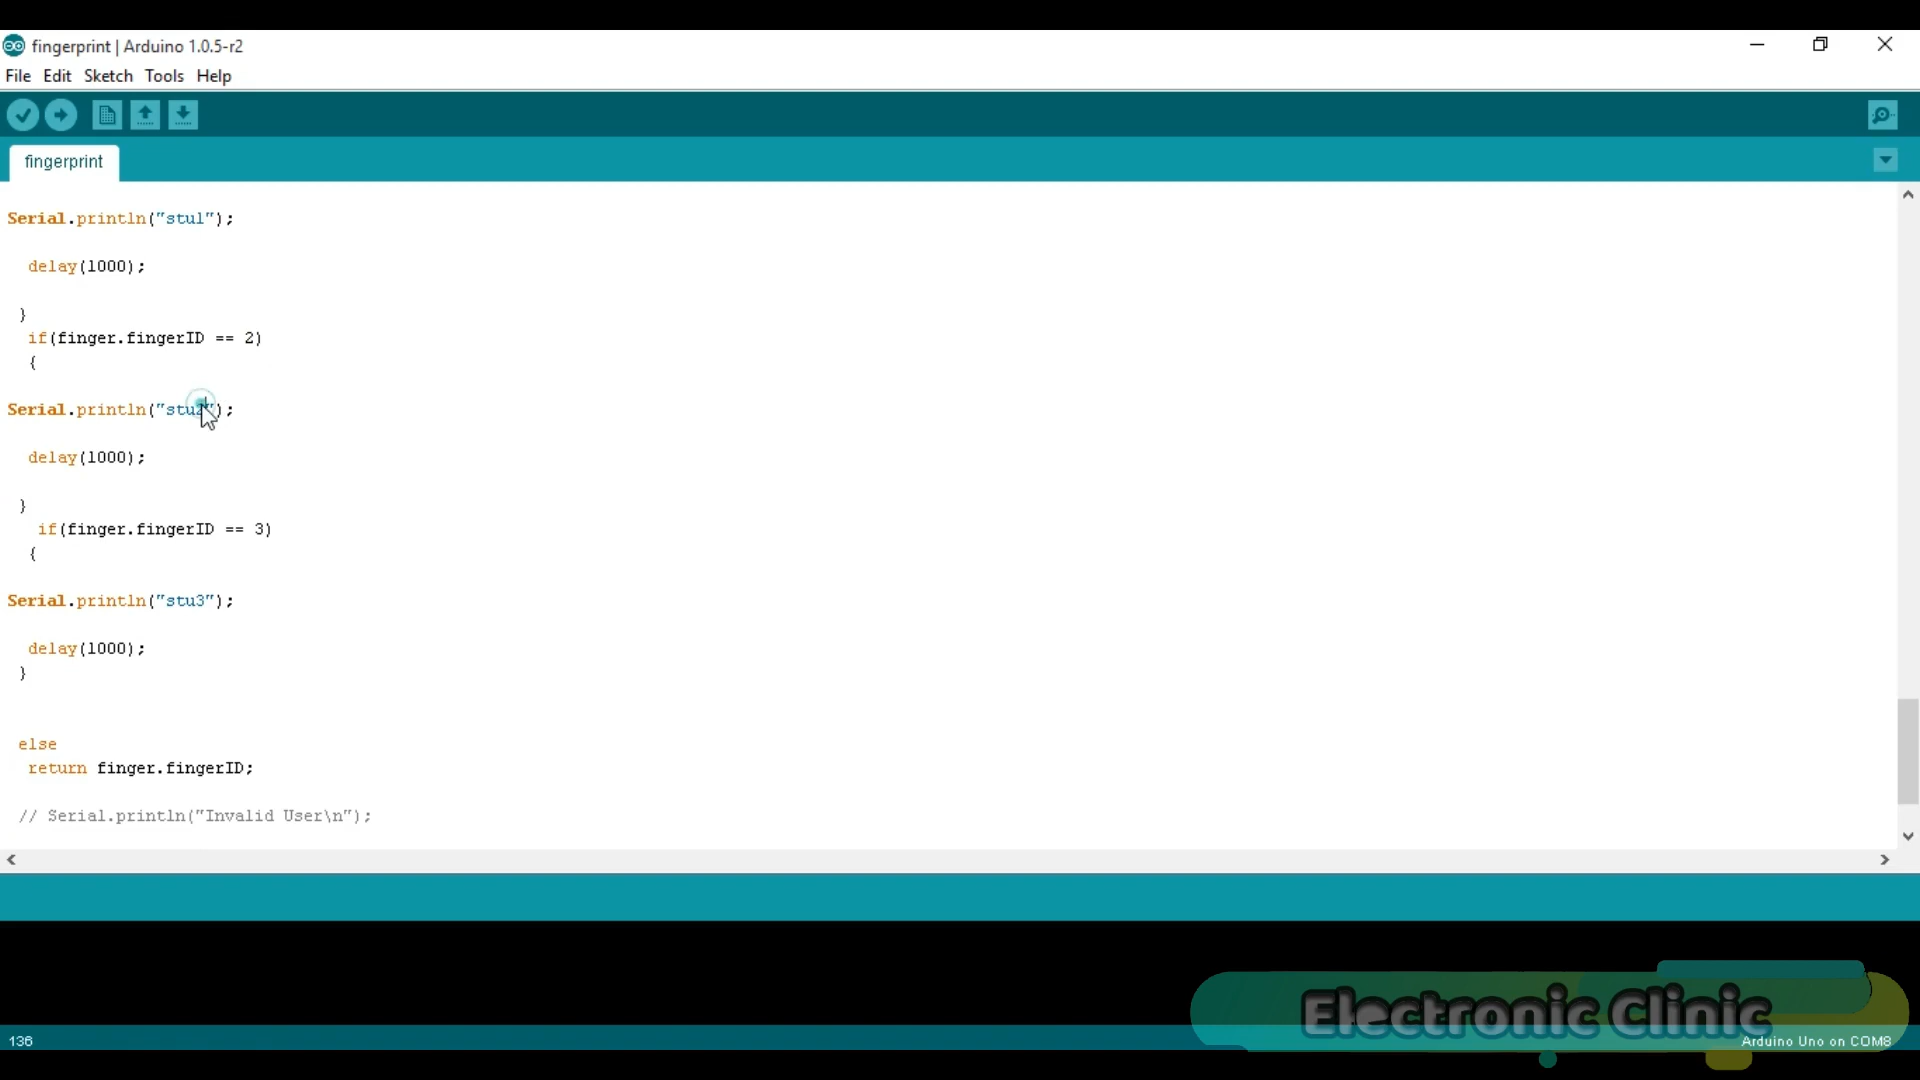 fingerprint | Arduino 1.0.5-r2
File Edit Sketch Tools Help
fingerprint
Serial.println("stu1");
delay(1000);
}
if(finger.fingerID == 2)
{
Serial.println("stu2");
delay(1000);
}
if(finger.fingerID == 3)
{
Serial.println("stu3");
delay(1000);
}
else
return finger.fingerID;
// Serial.println("Invalid User\n");
Electronic Clinic
136
Arduino Uno on COM8